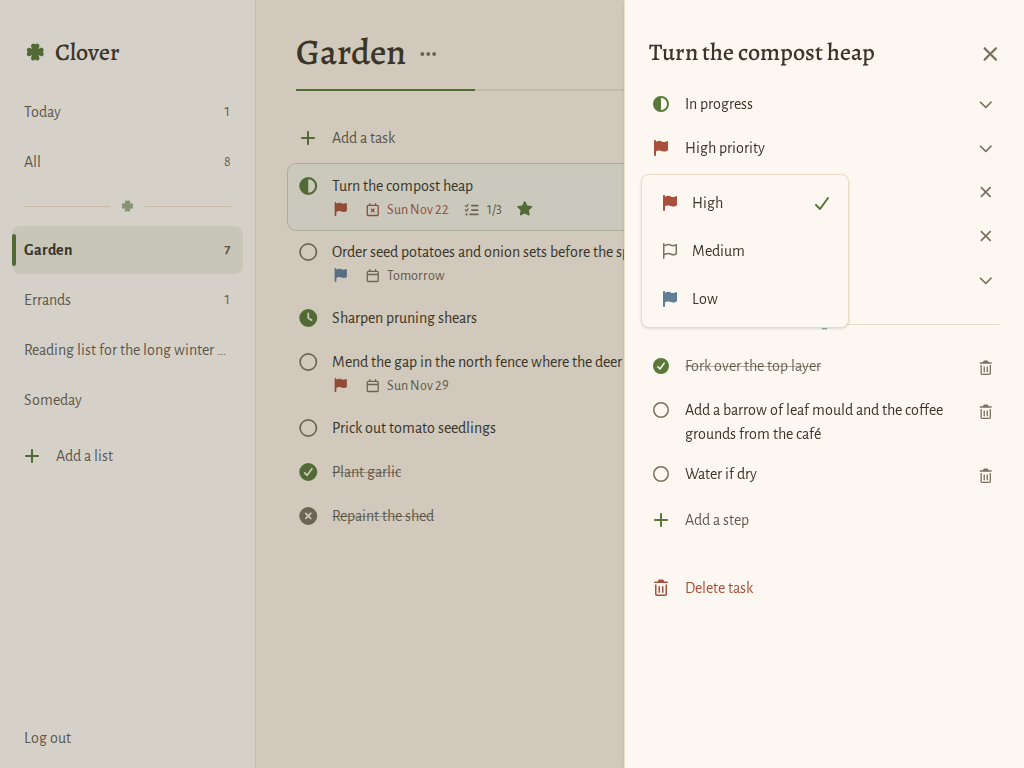 Clover
Today 1
All 8
Garden 7
Errands 1
Reading list for the long winter ...
Someday
Add a list
Log out
Garden
Add a task
Turn the compost heap
Sun Nov 22 1/3
Order seed potatoes and onion sets before the sp
Tomorrow
Sharpen pruning shears
Mend the gap in the north fence where the deer
Sun Nov 29
Prick out tomato seedlings
Plant garlic
Repaint the shed
Turn the compost heap
In progress
High priority
High
Medium
Low
Fork over the top layer
Add a barrow of leaf mould and the coffee
grounds from the café
Water if dry
Add a step
Delete task